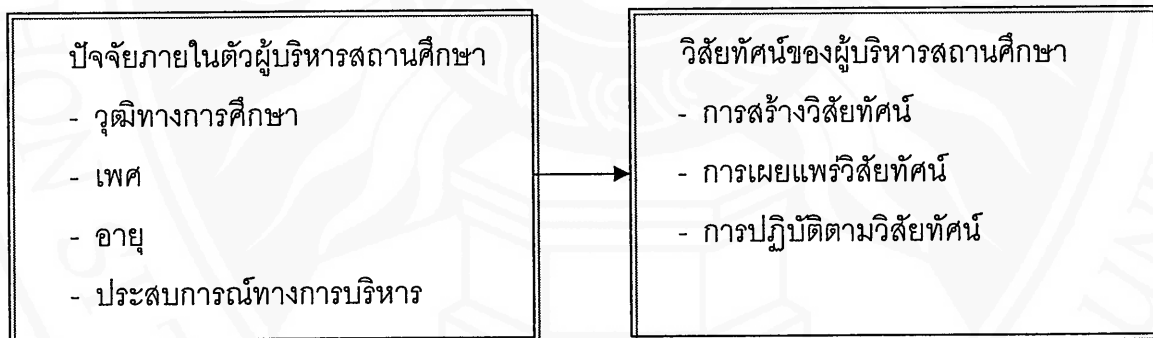 ปัจจัยภายในตัวผู้บริหารสถานศึกษา
- วุฒิทางการศึกษา
- เพศ
- อายุ
- ประสบการณ์ทางการบริหาร
วิสัยทัศน์ของผู้บริหารสถานศึกษา
- การสร้างวิสัยทัศน์
- การเผยแพร่วิสัยทัศน์
- การปฏิบัติตามวิสัยทัศน์